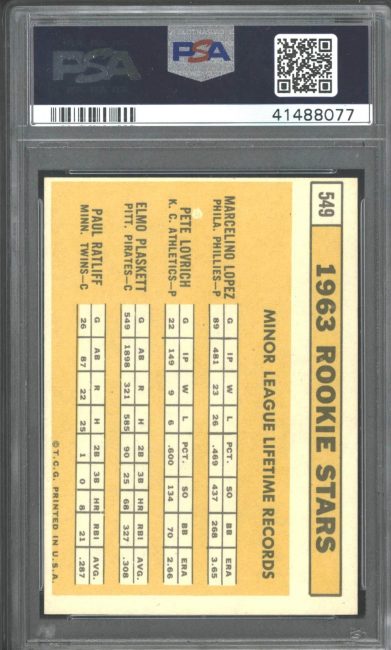 PSA
PSA
41488077
549
1963 ROOKIE STARS
MINOR LEAGUE LIFETIME RECORDS
MARCELINO LOPEZ
PHILA. PHILLIES—P
G IP W L PCT. SO BB ERA
89 481 23 26 .469 437 268 3.65
PETE LOVRICH
K. C. ATHLETICS—P
G IP W L PCT. SO BB ERA
22 149 9 6 .600 134 70 2.66
ELMO PLASKETT
PITT. PIRATES—C
G AB R H 2B 3B HR RBI AVG.
549 1898 321 585 90 25 68 327 .308
PAUL RATLIFF
MINN. TWINS—C
G AB R H 2B 3B HR RBI AVG.
26 87 22 25 1 0 8 21 .287
© T.C.G. PRINTED IN U.S.A.